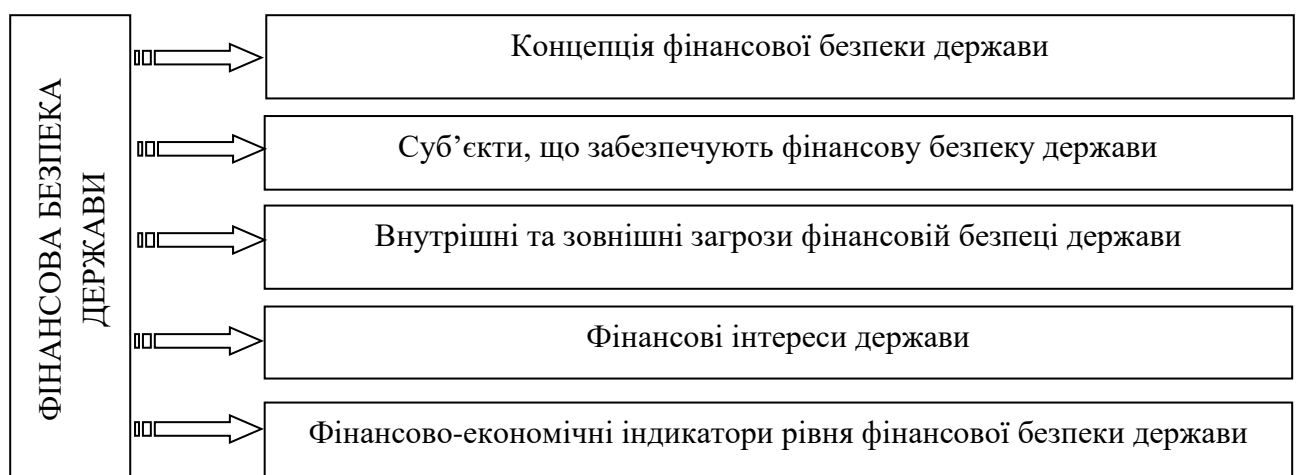 ФІНАНСОВА БЕЗПЕКА
ДЕРЖАВИ
Концепція фінансової безпеки держави
Суб’єкти, що забезпечують фінансову безпеку держави
Внутрішні та зовнішні загрози фінансовій безпеці держави
Фінансові інтереси держави
Фінансово-економічні індикатори рівня фінансової безпеки держави